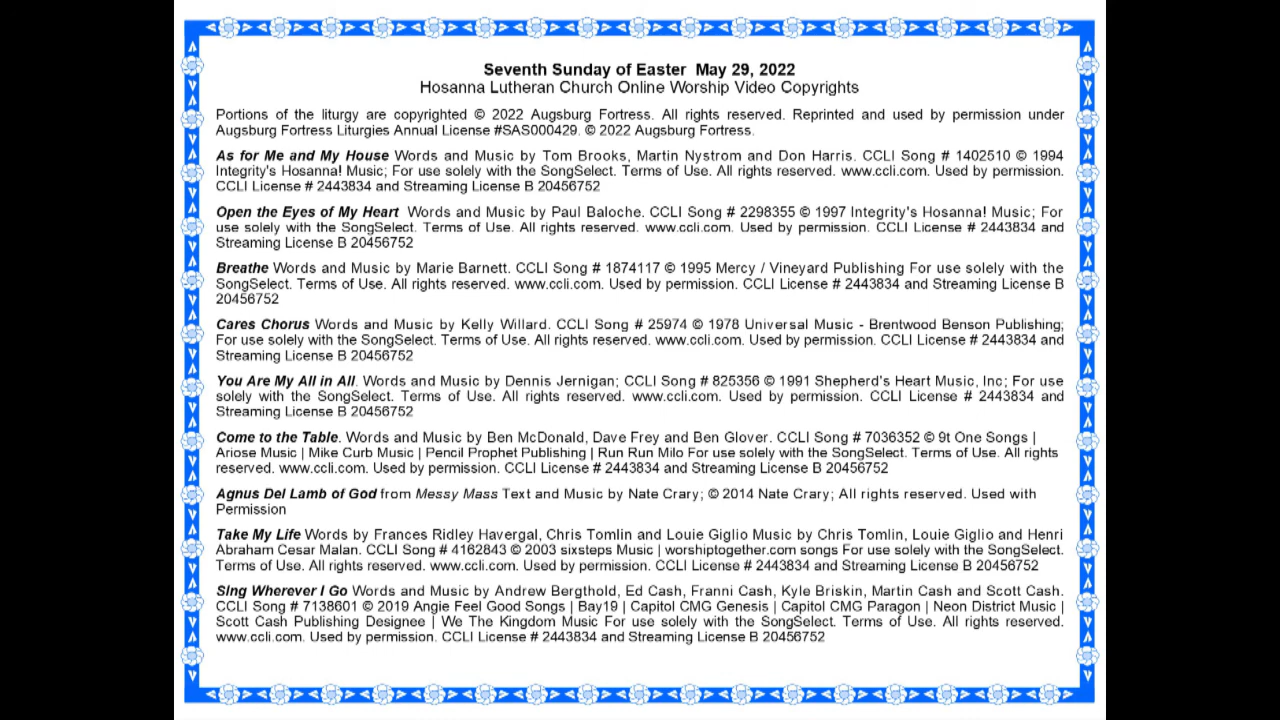 Seventh Sunday of Easter May 29, 2022
Hosanna Lutheran Church Online Worship Video Copyrights
Portions of the liturgy are copyrighted © 2022 Augsburg Fortress. All rights reserved. Reprinted and used by permission under
Augsburg Fortress Liturgies Annual License #SAS000429. © 2022 Augsburg Fortress.
As for Me and My House Words and Music by Tom Brooks, Martin Nystrom and Don Harris. CCLI Song # 1402510 © 1994
Integrity's Hosanna! Music; For use solely with the SongSelect. Terms of Use. All rights reserved. www.ccli.com. Used by permission.
CCLI License # 2443834 and Streaming License B 20456752
Open the Eyes of My Heart Words and Music by Paul Baloche. CCLI Song # 2298355 © 1997 Integrity's Hosanna! Music; For
use solely with the SongSelect. Terms of Use. All rights reserved. www.ccli.com. Used by permission. CCLI License # 2443834 and
Streaming License B 20456752
Breathe Words and Music by Marie Barnett. CCLI Song # 1874117 © 1995 Mercy / Vineyard Publishing For use solely with the
SongSelect. Terms of Use. All rights reserved. www.ccli.com. Used by permission. CCLI License # 2443834 and Streaming License B
20456752
Cares Chorus Words and Music by Kelly Willard. CCLI Song # 25974 © 1978 Universal Music - Brentwood Benson Publishing;
For use solely with the SongSelect. Terms of Use. All rights reserved. www.ccli.com. Used by permission. CCLI License # 2443834 and
Streaming License B 20456752
You Are My All in All. Words and Music by Dennis Jernigan; CCLI Song # 825356 © 1991 Shepherd's Heart Music, Inc; For use
solely with the SongSelect. Terms of Use. All rights reserved. www.ccli.com. Used by permission. CCLI License # 2443834 and
Streaming License B 20456752
Come to the Table. Words and Music by Ben McDonald, Dave Frey and Ben Glover. CCLI Song # 7036352 © 9t One Songs |
Ariose Music | Mike Curb Music | Pencil Prophet Publishing | Run Run Milo For use solely with the SongSelect. Terms of Use. All rights
reserved. www.ccli.com. Used by permission. CCLI License # 2443834 and Streaming License B 20456752
Agnus Dei Lamb of God from Messy Mass Text and Music by Nate Crary; © 2014 Nate Crary; All rights reserved. Used with
Permission
Take My Life Words by Frances Ridley Havergal, Chris Tomlin and Louie Giglio Music by Chris Tomlin, Louie Giglio and Henri
Abraham Cesar Malan. CCLI Song # 4162843 © 2003 sixsteps Music | worshiptogether.com songs For use solely with the SongSelect.
Terms of Use. All rights reserved. www.ccli.com. Used by permission. CCLI License # 2443834 and Streaming License B 20456752
Sing Wherever I Go Words and Music by Andrew Bergthold, Ed Cash, Franni Cash, Kyle Briskin, Martin Cash and Scott Cash.
CCLI Song # 7138601 © 2019 Angie Feel Good Songs | Bay19 | Capitol CMG Genesis | Capitol CMG Paragon | Neon District Music |
Scott Cash Publishing Designee | We The Kingdom Music For use solely with the SongSelect. Terms of Use. All rights reserved.
www.ccli.com. Used by permission. CCLI License # 2443834 and Streaming License B 20456752